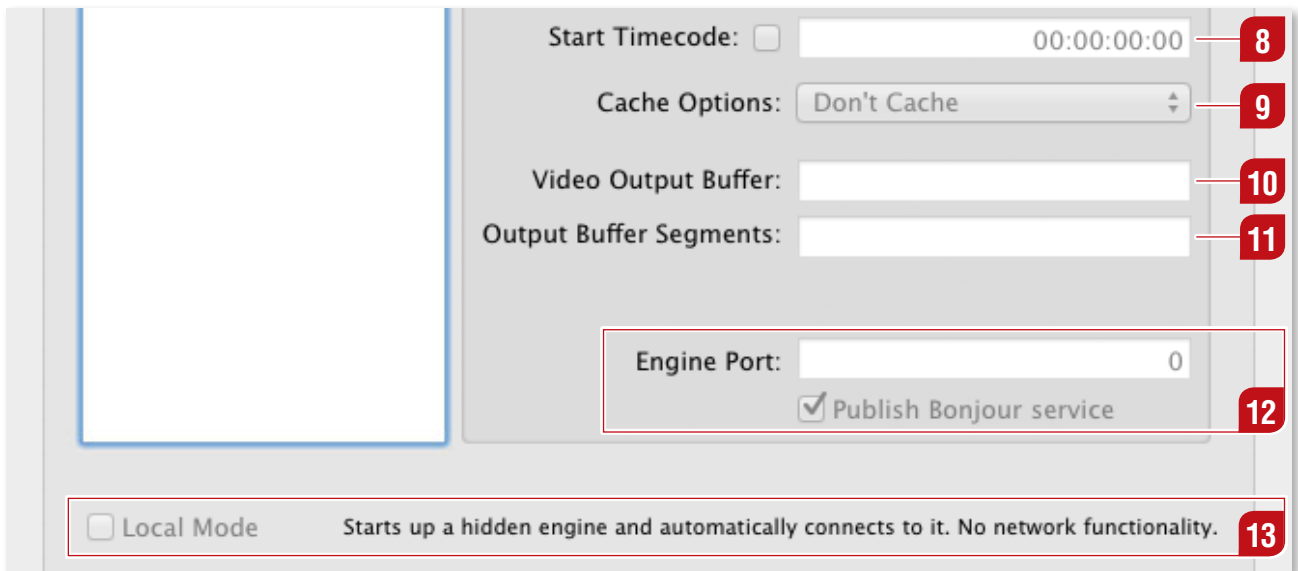 Start Timecode: 00:00:00:00 8
Cache Options: Don't Cache 9
Video Output Buffer: 10
Output Buffer Segments: 11
Engine Port: 0
Publish Bonjour service 12
Local Mode Starts up a hidden engine and automatically connects to it. No network functionality. 13